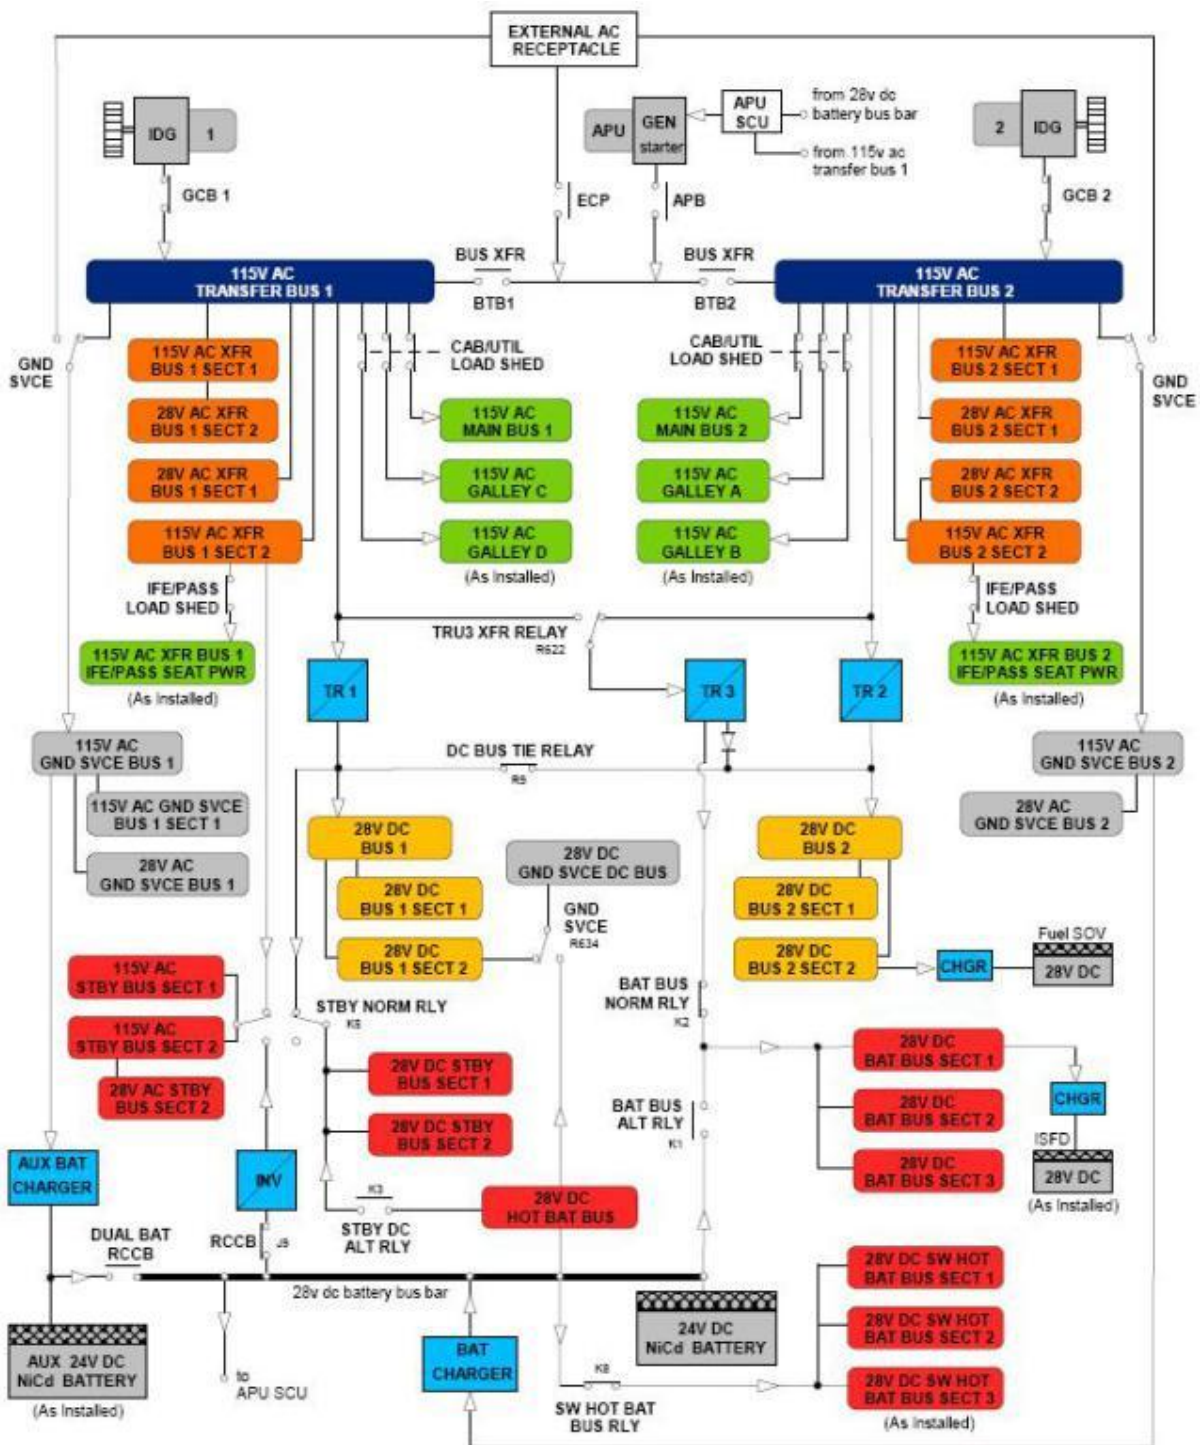 EXTERNAL AC
RECEPTACLE
IDG
1
APU
GEN
starter
APU
SCU
from 28v dc
battery bus bar
from 115v ac
transfer bus 1
2
IDG
GCB 1
ECP
APB
GCB 2
115V AC
TRANSFER BUS 1
BUS XFR
BTB1
BUS XFR
BTB2
115V AC
TRANSFER BUS 2
GND
SVCE
CAB/UTIL
LOAD SHED
CAB/UTIL
LOAD SHED
GND
SVCE
115V AC XFR
BUS 1 SECT 1
28V AC XFR
BUS 1 SECT 2
28V AC XFR
BUS 1 SECT 1
115V AC XFR
BUS 1 SECT 2
115V AC
MAIN BUS 1
115V AC
GALLEY C
115V AC
GALLEY D
(As Installed)
115V AC
MAIN BUS 2
115V AC
GALLEY A
115V AC
GALLEY B
(As Installed)
115V AC XFR
BUS 2 SECT 1
28V AC XFR
BUS 2 SECT 1
28V AC XFR
BUS 2 SECT 2
115V AC XFR
BUS 2 SECT 2
IFE/PASS
LOAD SHED
IFE/PASS
LOAD SHED
115V AC XFR BUS 1
IFE/PASS SEAT PWR
(As Installed)
TRU3 XFR RELAY
R622
115V AC XFR BUS 2
IFE/PASS SEAT PWR
(As Installed)
TR 1
TR 3
TR 2
115V AC
GND SVCE BUS 1
115V AC GND SVCE
BUS 1 SECT 1
28V AC
GND SVCE BUS 1
DC BUS TIE RELAY
R9
115V AC
GND SVCE BUS 2
28V AC
GND SVCE BUS 2
28V DC
BUS 1
28V DC
BUS 1 SECT 1
28V DC
BUS 1 SECT 2
28V DC
GND SVCE DC BUS
GND
SVCE
R634
28V DC
BUS 2
28V DC
BUS 2 SECT 1
28V DC
BUS 2 SECT 2
CHGR
Fuel SOV
28V DC
115V AC
STBY BUS SECT 1
115V AC
STBY BUS SECT 2
28V AC STBY
BUS SECT 2
STBY NORM RLY
BAT BUS
NORM RLY
K2
28V DC STBY
BUS SECT 1
28V DC STBY
BUS SECT 2
BAT BUS
ALT RLY
K1
28V DC
BAT BUS SECT 1
28V DC
BAT BUS SECT 2
28V DC
BAT BUS SECT 3
CHGR
ISFD
28V DC
(As Installed)
AUX BAT
CHARGER
INV
K3
STBY DC
ALT RLY
28V DC
HOT BAT BUS
DUAL BAT
RCCB
RCCB
J9
28v dc battery bus bar
AUX 24V DC
NiCd BATTERY
(As Installed)
to
APU SCU
BAT
CHARGER
24V DC
NiCd BATTERY
K8
SW HOT BAT
BUS RLY
28V DC SW HOT
BAT BUS SECT 1
28V DC SW HOT
BAT BUS SECT 2
28V DC SW HOT
BAT BUS SECT 3
(As Installed)